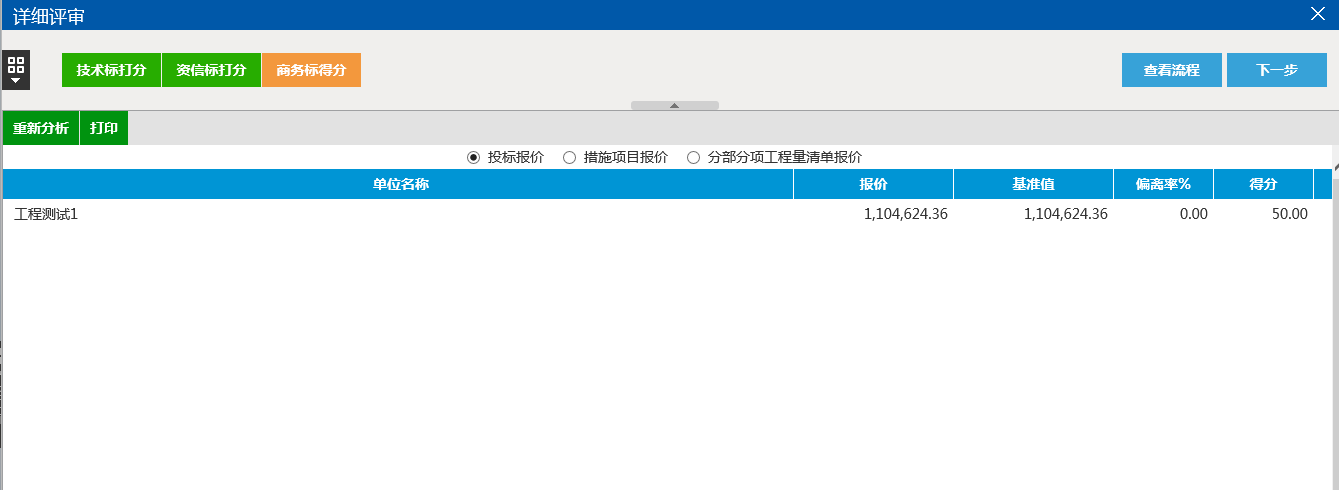 详细评审
技术标打分 资信标打分 商务标得分 查看流程 下一步
重新分析 打印
投标报价 措施项目报价 分部分项工程量清单报价
单位名称 报价 基准值 偏离率% 得分
工程测试1 1,104,624.36 1,104,624.36 0.00 50.00